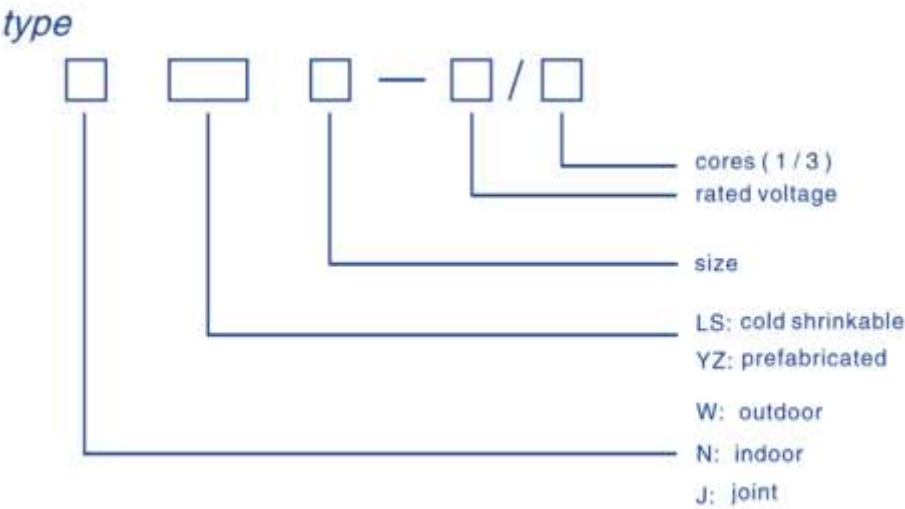 type
— /
cores ( 1 / 3 )
rated voltage
size
LS: cold shrinkable
YZ: prefabricated
W: outdoor
N: indoor
J: joint